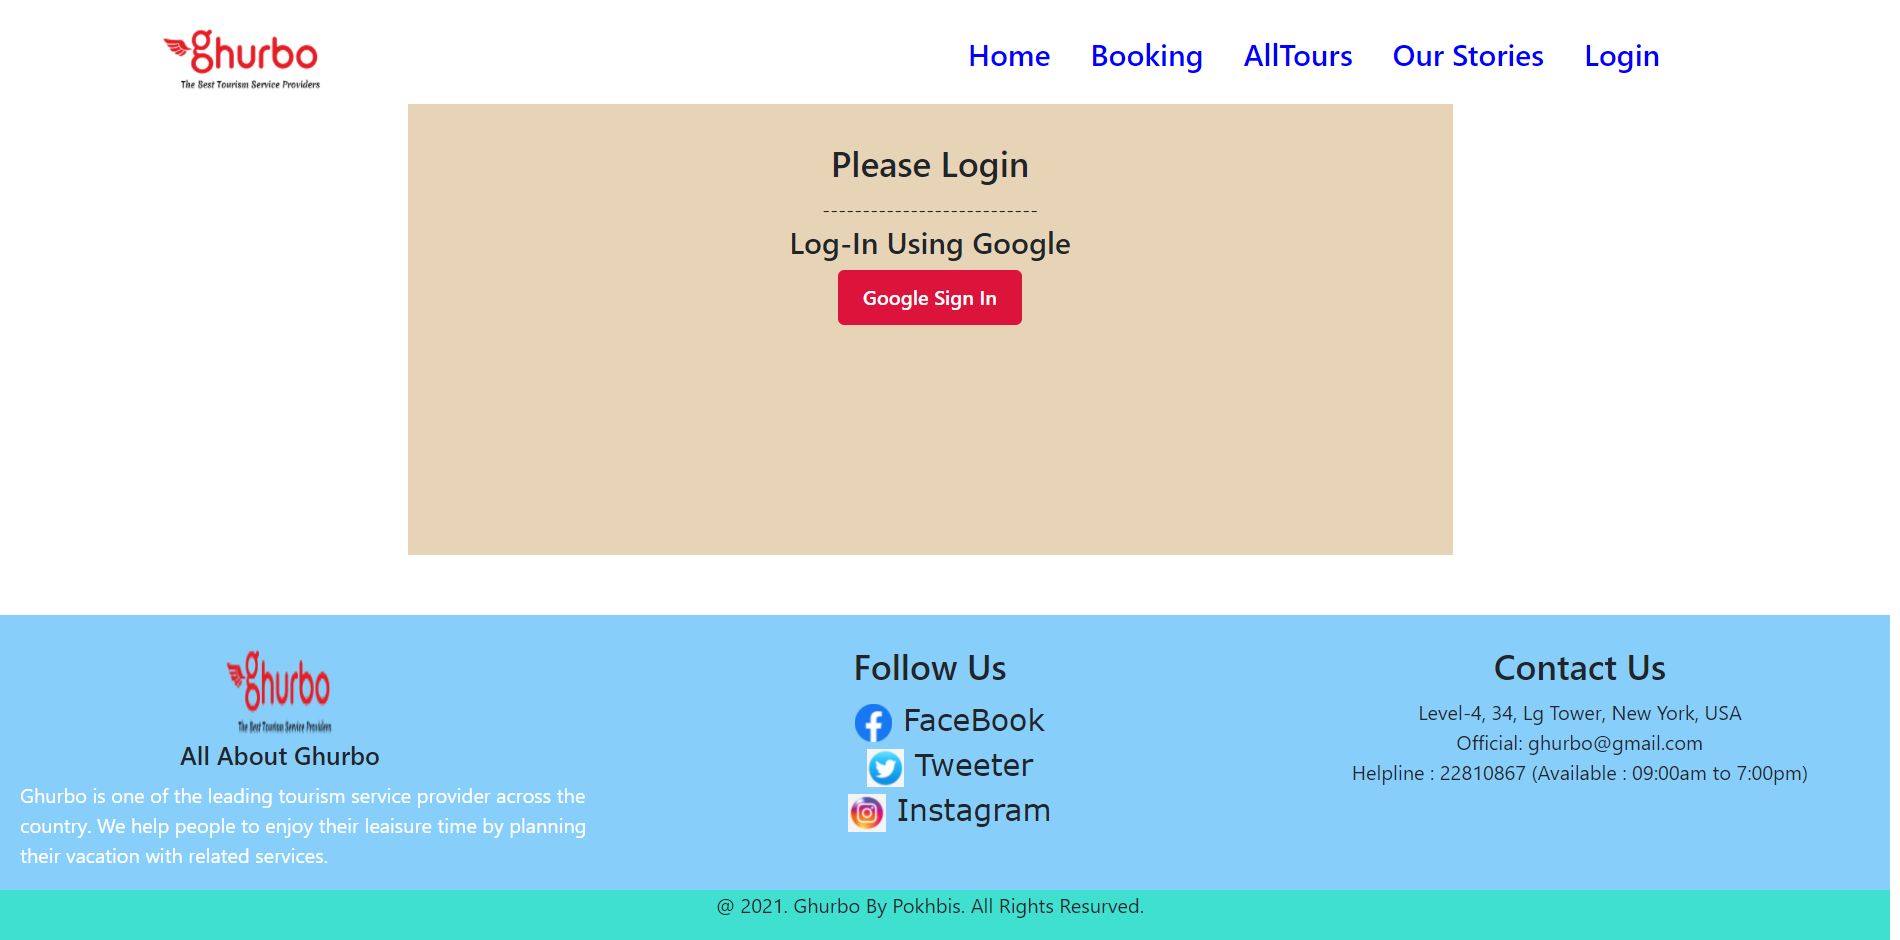 ghurbo
The Best Tourism Service Providers
Home Booking AllTours Our Stories Login
Please Login
---------------------------
Log-In Using Google
Google Sign In
ghurbo
The Best Tourism Service Providers
All About Ghurbo
Ghurbo is one of the leading tourism service provider across the
country. We help people to enjoy their leaisure time by planning
their vacation with related services.
Follow Us
FaceBook
Tweeter
Instagram
Contact Us
Level-4, 34, Lg Tower, New York, USA
Official: ghurbo@gmail.com
Helpline : 22810867 (Available : 09:00am to 7:00pm)
@ 2021. Ghurbo By Pokhbis. All Rights Resurved.